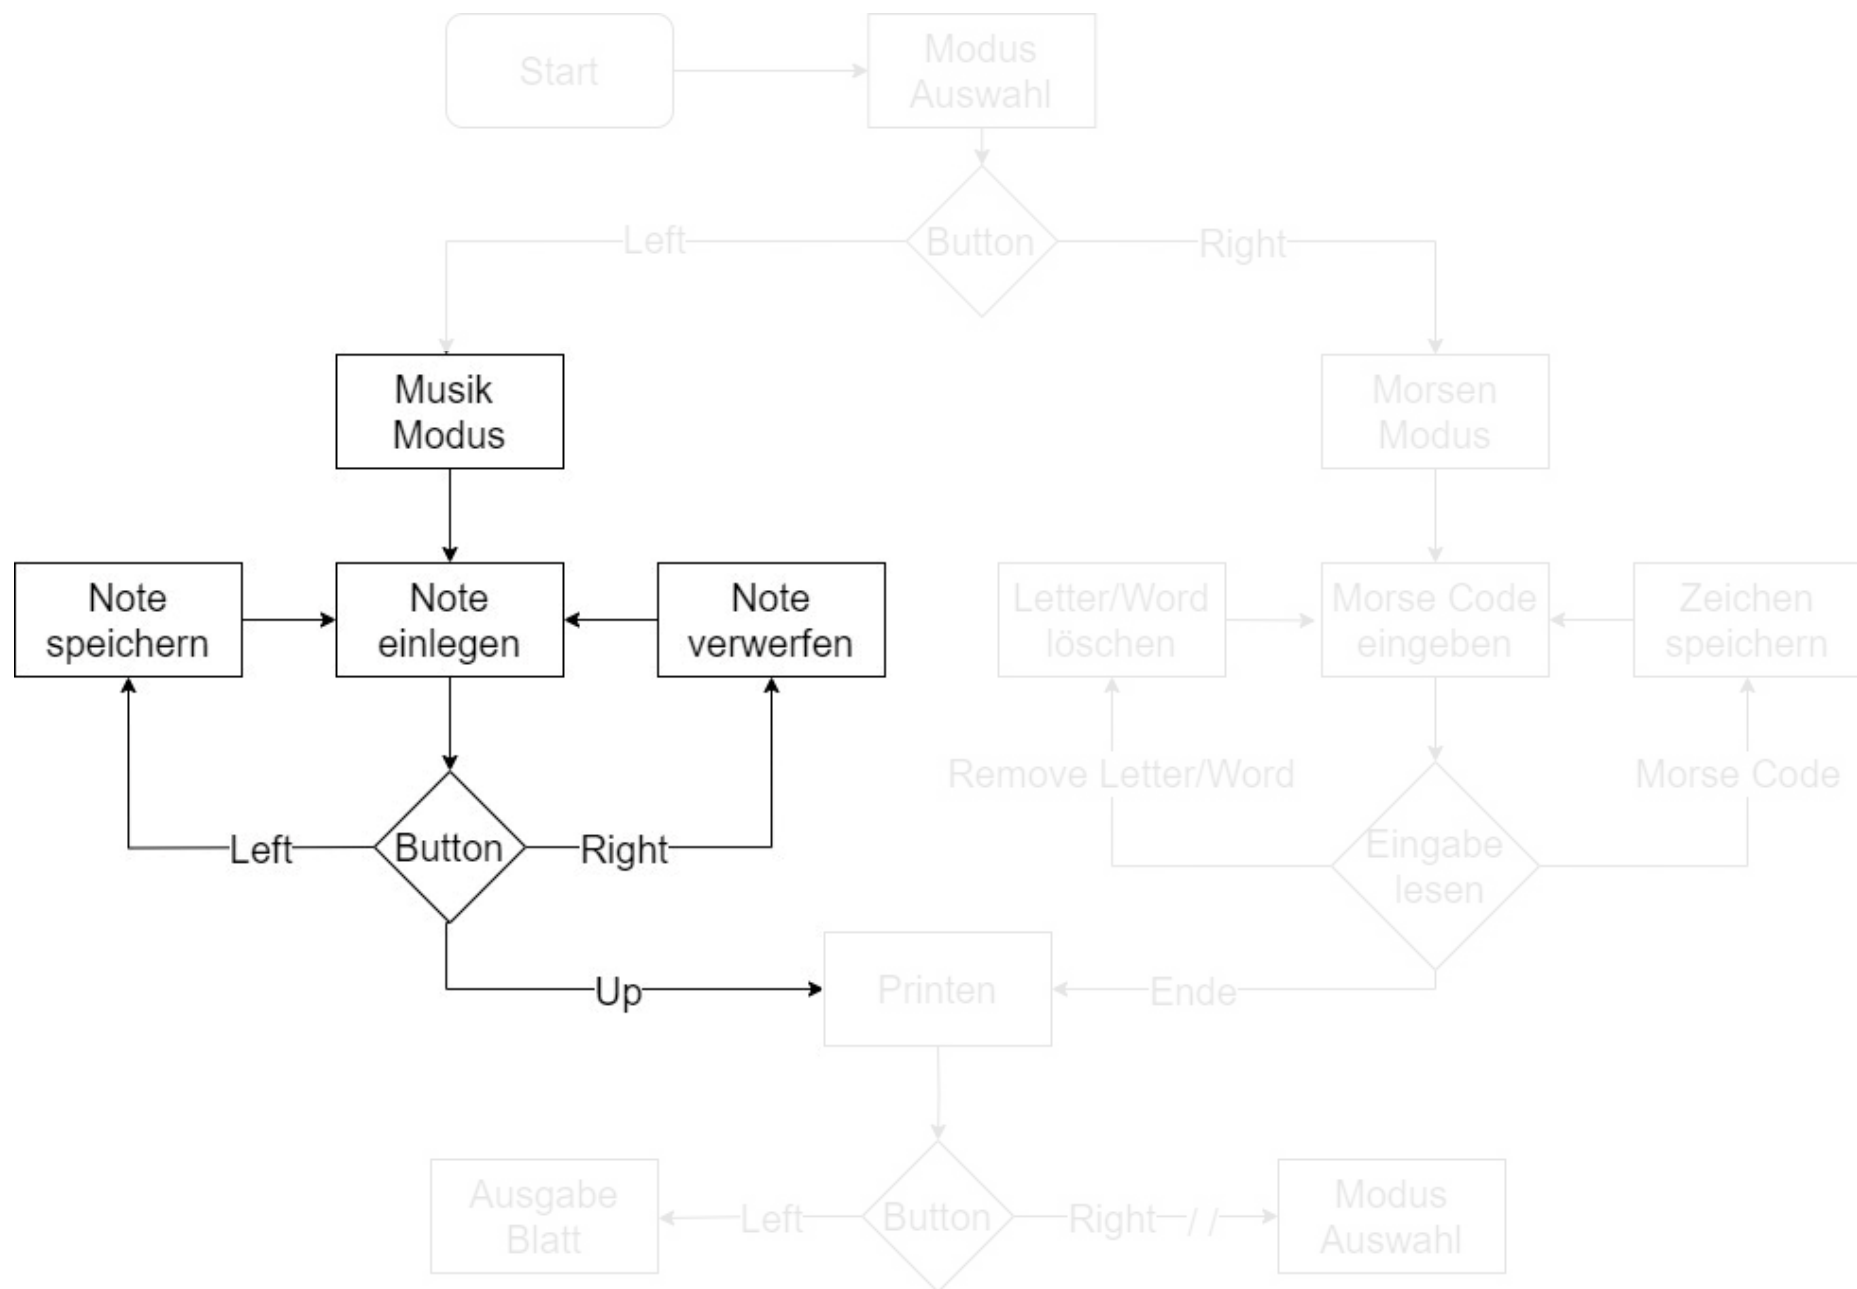 Start
Modus
Auswahl
Left
Button
Right
Musik
Modus
Morsen
Modus
Note
speichern
Note
einlegen
Note
verwerfen
Letter/Word
löschen
Morse Code
eingeben
Zeichen
speichern
Remove Letter/Word
Morse Code
Left
Button
Right
Eingabe
lesen
Up
Printen
Ende
Ausgabe
Blatt
Left
Button
Right
//
Modus
Auswahl